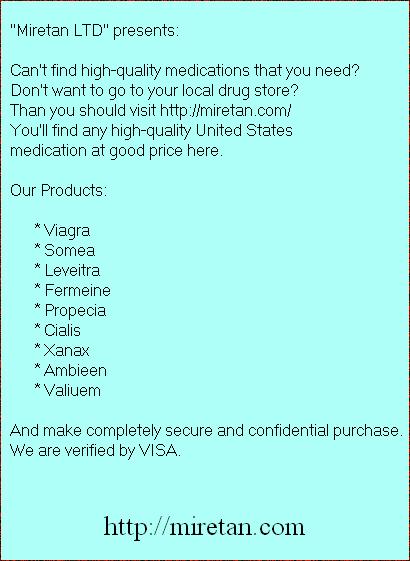 "Miretan LTD" presents:
Can't find high-quality medications that you need?
Don't want to go to your local drug store?
Than you should visit http://miretan.com/
You'll find any high-quality United States
medication at good price here.
Our Products:
* Viagra
* Somea
* Leveitra
* Fermeine
* Propecia
* Cialis
* Xanax
* Ambieen
* Valiuem
And make completely secure and confidential purchase.
We are verified by VISA.
http://miretan.com